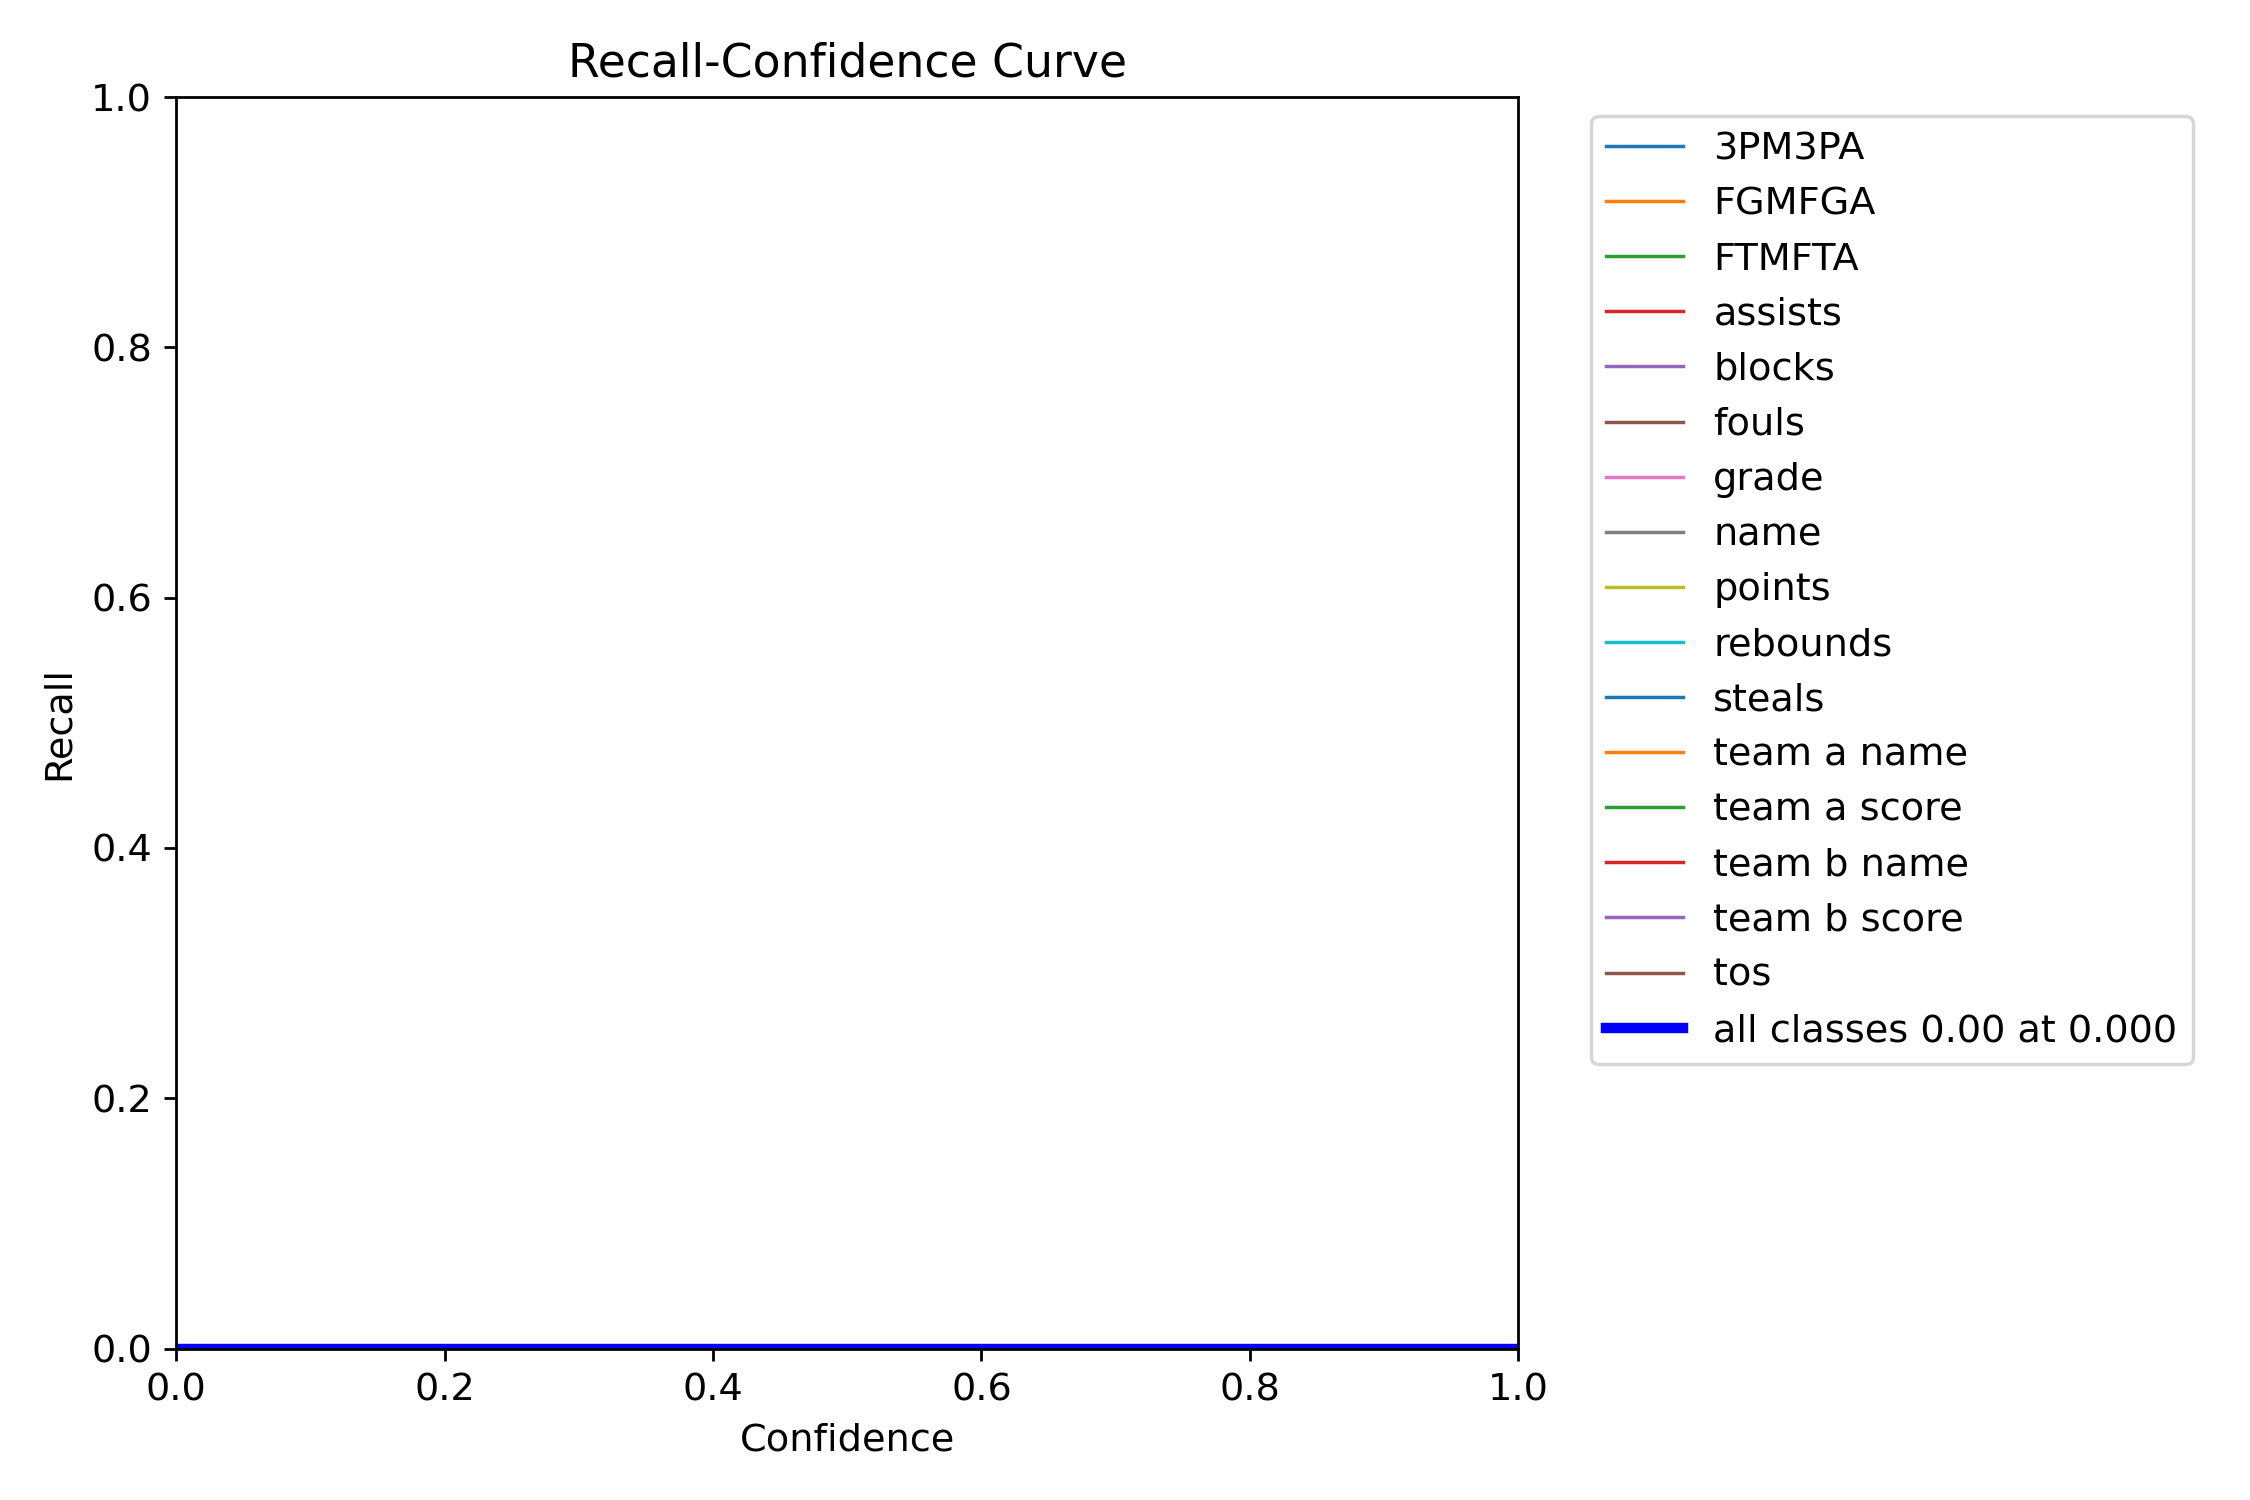 Recall-Confidence Curve
1.0
0.8
0.6
0.4
0.2
0.0
Recall
0.0 0.2 0.4 0.6 0.8 1.0
Confidence
3PM3PA
FGMFGA
FTMFTA
assists
blocks
fouls
grade
name
points
rebounds
steals
team a name
team a score
team b name
team b score
tos
all classes 0.00 at 0.000